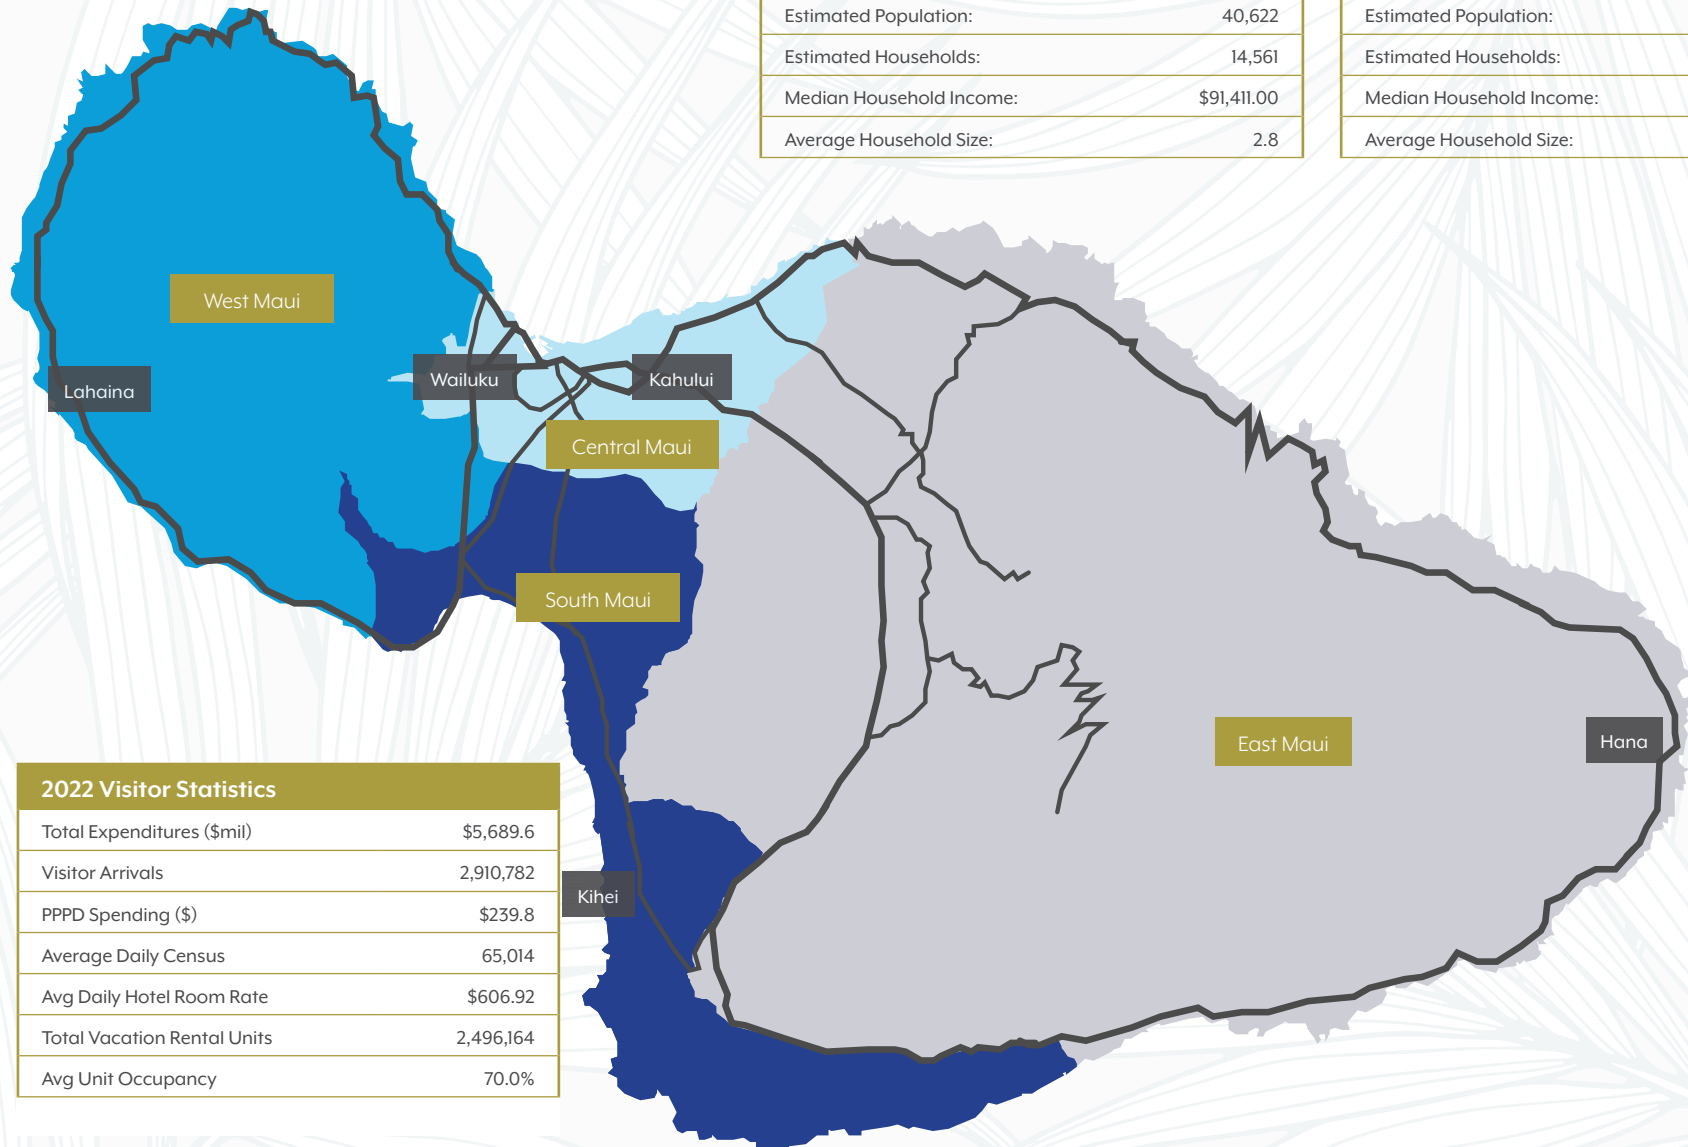 Estimated Population: 40,622
Estimated Households: 14,561
Median Household Income: $91,411.00
Average Household Size: 2.8
Estimated Population:
Estimated Households:
Median Household Income:
Average Household Size:
West Maui
Lahaina
Wailuku
Kahului
Central Maui
South Maui
East Maui
Hana
Kihei
2022 Visitor Statistics
Total Expenditures ($mil) $5,689.6
Visitor Arrivals 2,910,782
PPPD Spending ($) $239.8
Average Daily Census 65,014
Avg Daily Hotel Room Rate $606.92
Total Vacation Rental Units 2,496,164
Avg Unit Occupancy 70.0%